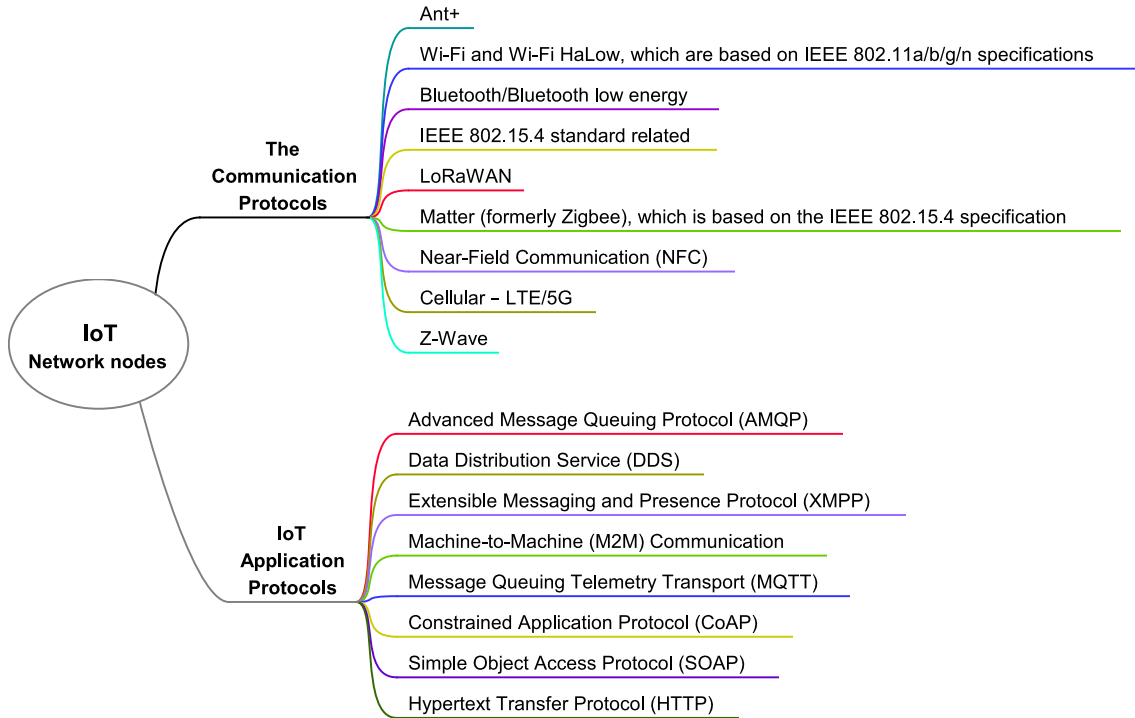 IoT
Network nodes
The
Communication
Protocols
Ant+
Wi-Fi and Wi-Fi HaLow, which are based on IEEE 802.11a/b/g/n specifications
Bluetooth/Bluetooth low energy
IEEE 802.15.4 standard related
LoRaWAN
Matter (formerly Zigbee), which is based on the IEEE 802.15.4 specification
Near-Field Communication (NFC)
Cellular – LTE/5G
Z-Wave
IoT
Application
Protocols
Advanced Message Queuing Protocol (AMQP)
Data Distribution Service (DDS)
Extensible Messaging and Presence Protocol (XMPP)
Machine-to-Machine (M2M) Communication
Message Queuing Telemetry Transport (MQTT)
Constrained Application Protocol (CoAP)
Simple Object Access Protocol (SOAP)
Hypertext Transfer Protocol (HTTP)